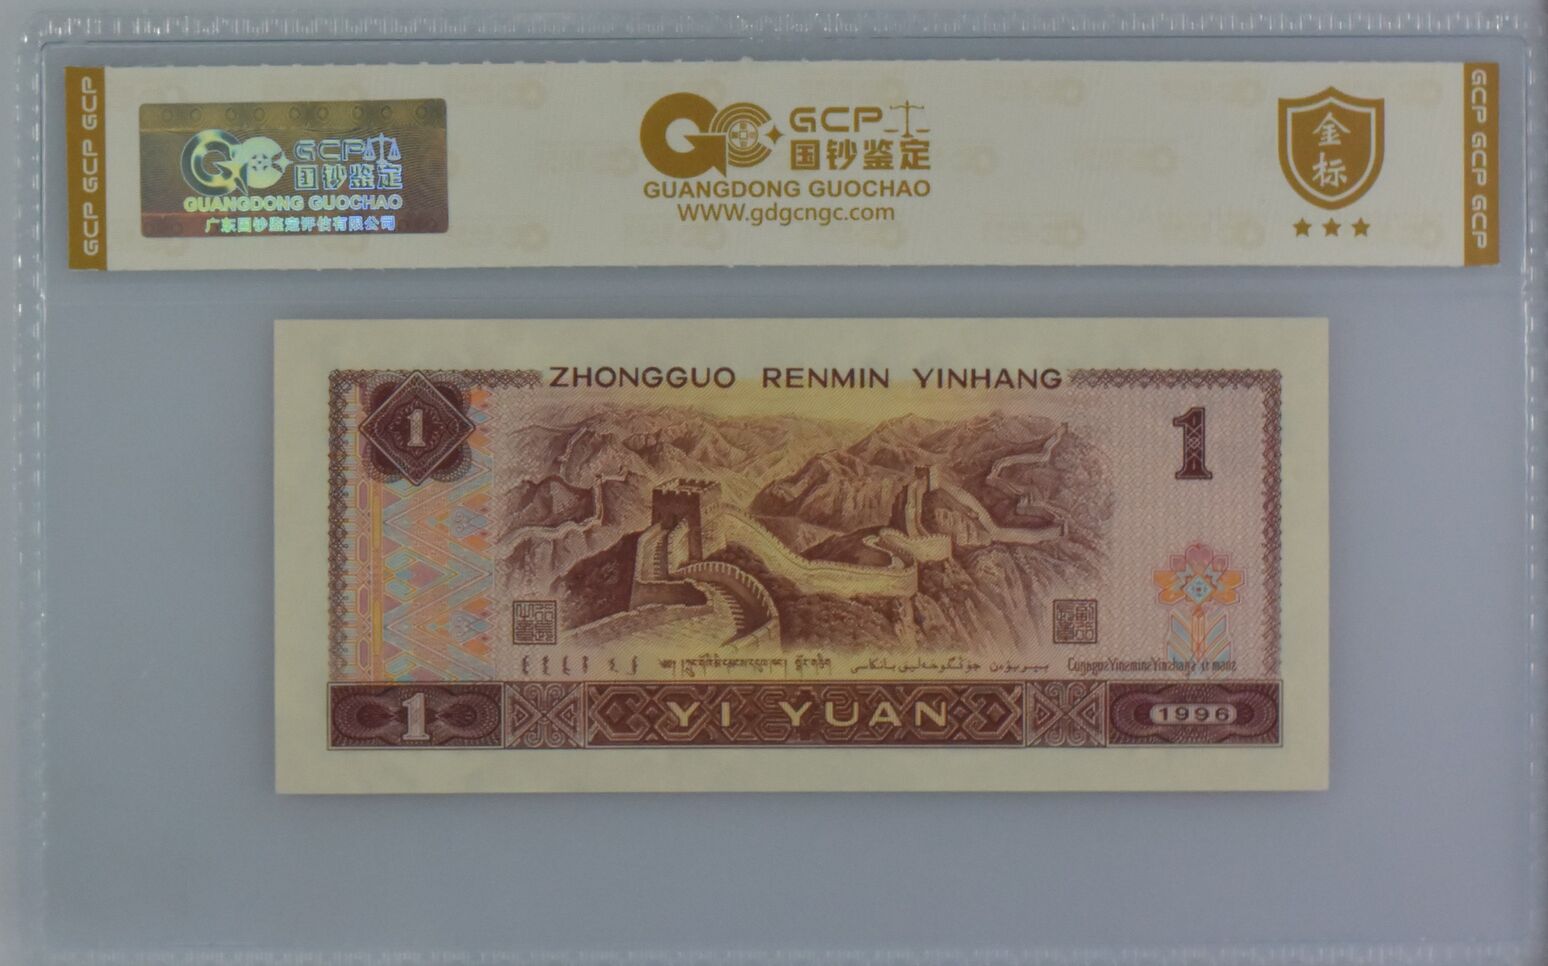 GCP GCP GCP
GCP 国钞鉴定
GUANGDONG GUOCHAO
广东国钞鉴定评估有限公司
GCP
国钞鉴定
GUANGDONG GUOCHAO
WWW.gdgcngc.com
金标
GCP GCP GCP
ZHONGGUO RENMIN YINHANG
1
1
1 YI YUAN 1996